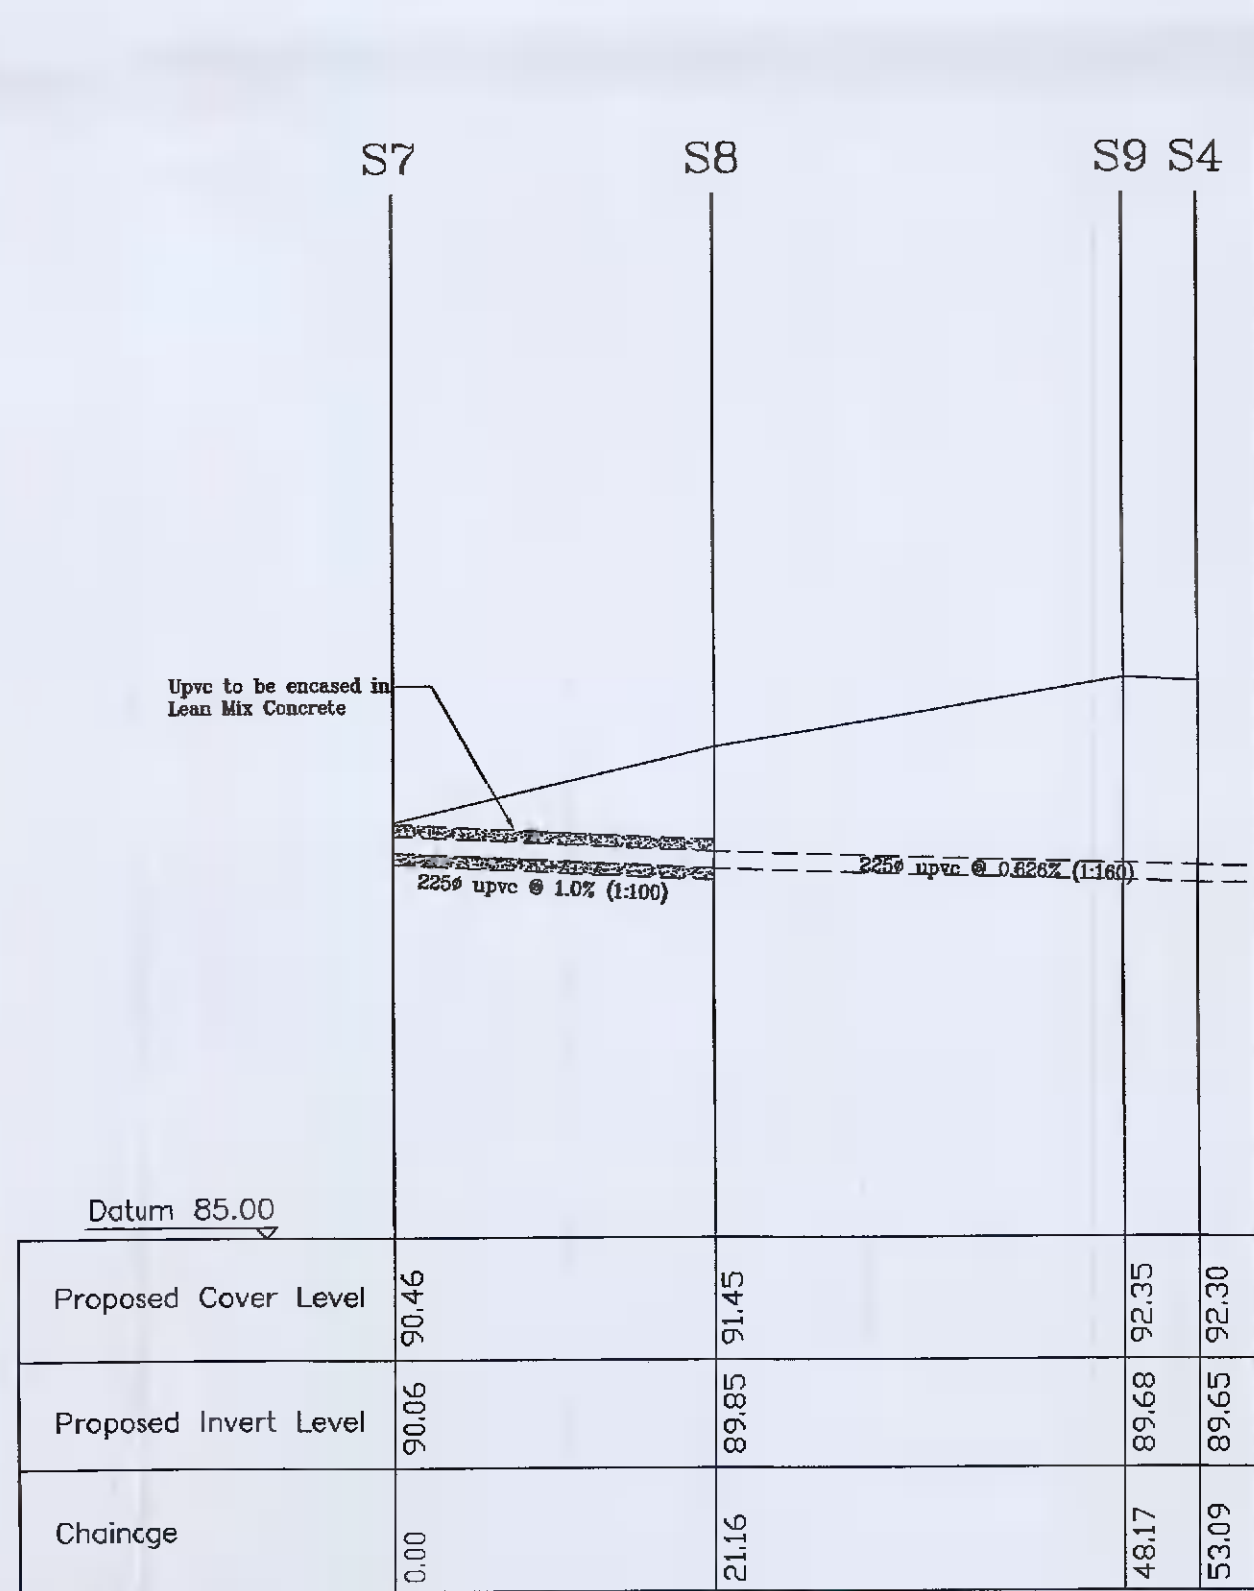 S7 S8 S9 S4
Upvc to be encased in
Lean Mix Concrete
225ø upvc @ 0.626% (1:160)
225ø upvc @ 1.0% (1:100)
Datum 85.00
Proposed Cover Level 90.46 91.45 92.35 92.30
Proposed Invert Level 90.06 89.85 89.68 89.65
Chaincge 0.00 21.16 48.17 53.09